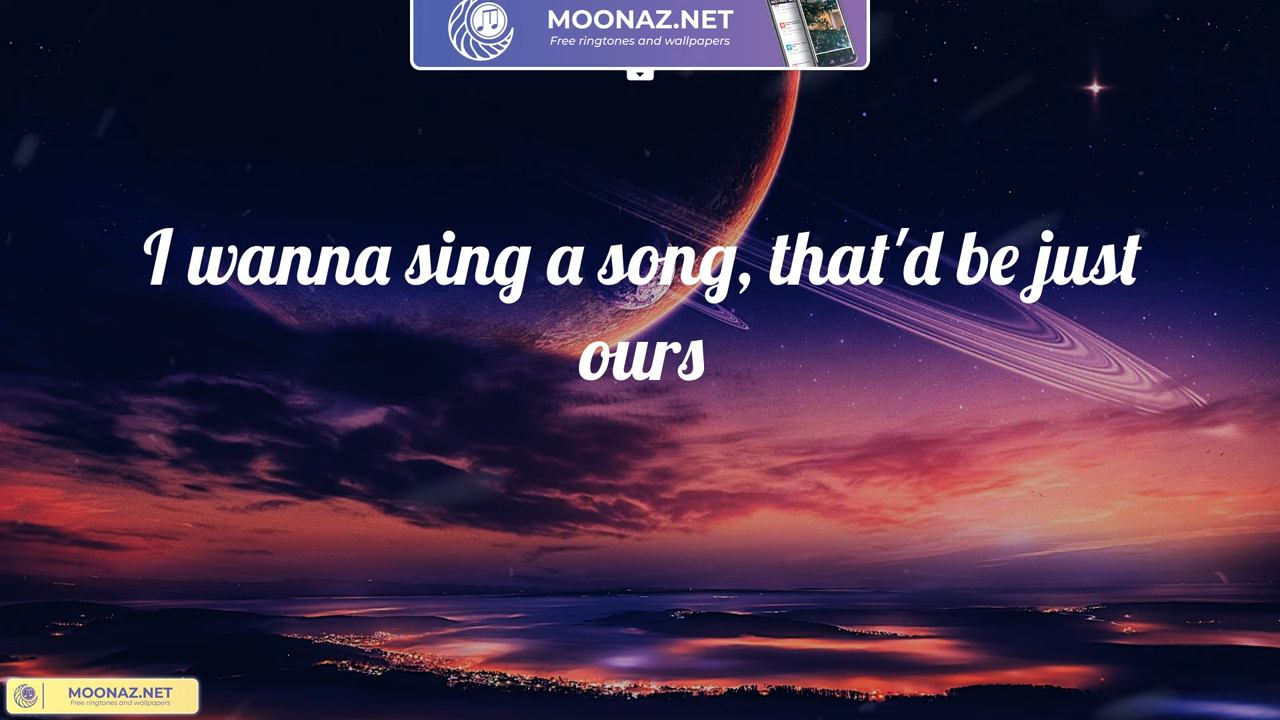 MOONAZ.NET
Free ringtones and wallpapers
I wanna sing a song, that'd be just
ours
MOONAZ.NET
Free ringtones and wallpapers